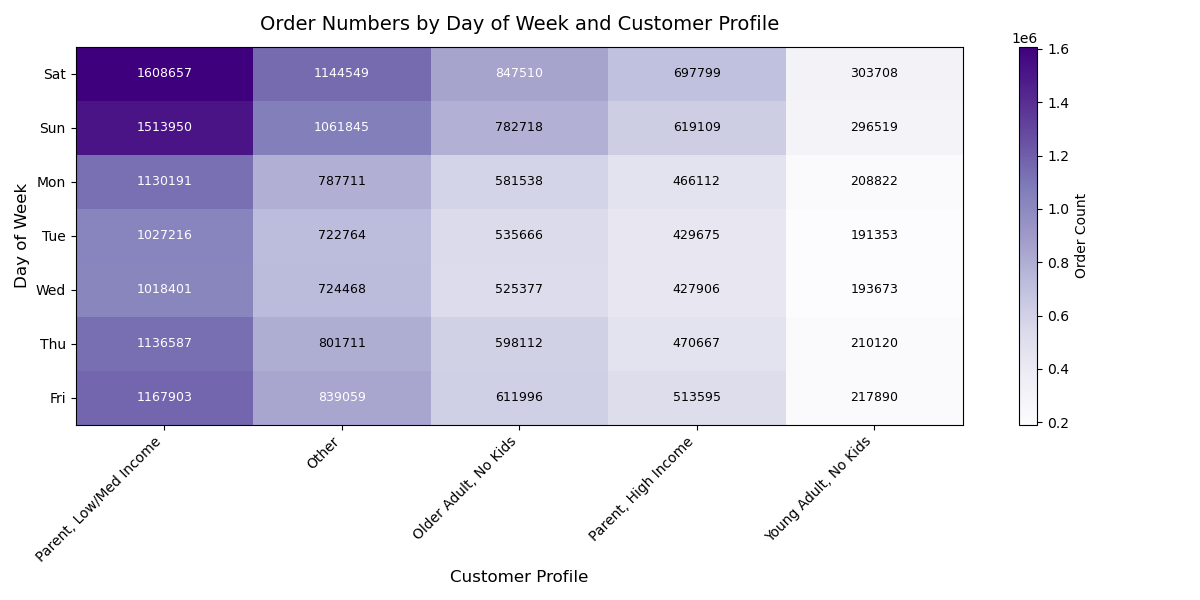 Order Numbers by Day of Week and Customer Profile
1e6
Sat 1608657 1144549 847510 697799 303708 1.6
Sun 1513950 1061845 782718 619109 296519 1.4
Mon 1130191 787711 581538 466112 208822 1.2
Tue 1027216 722764 535666 429675 191353 1.0
Wed 1018401 724468 525377 427906 193673 0.8
Thu 1136587 801711 598112 470667 210120 0.6
Fri 1167903 839059 611996 513595 217890 0.4
0.2
Day of Week
Order Count
Parent, Low/Med Income
Other
Older Adult, No Kids
Parent, High Income
Young Adult, No Kids
Customer Profile